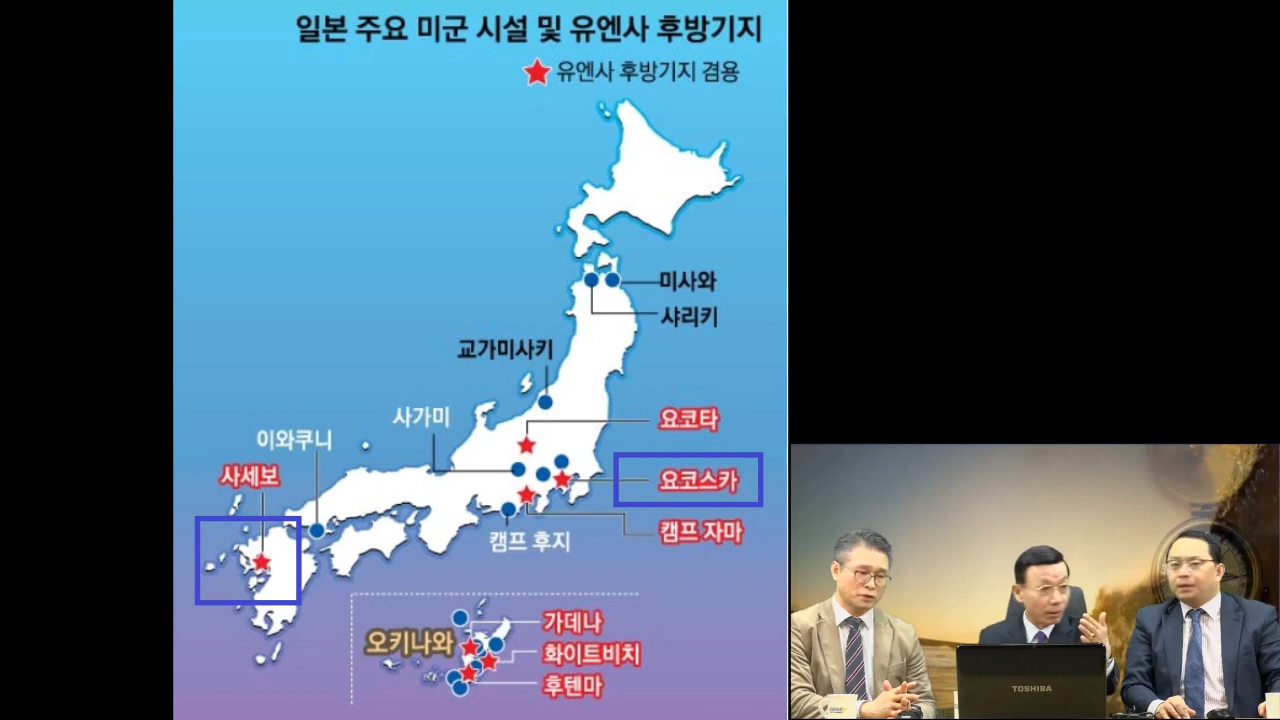 일본 주요 미군 시설 및 유엔사 후방기지
유엔사 후방기지 겸용
미사와
샤리키
교가미사키
사가미
요코타
이와쿠니
사세보
요코스카
캠프 자마
캠프 후지
오키나와
가데나
화이트비치
후텐마
TOSHIBA